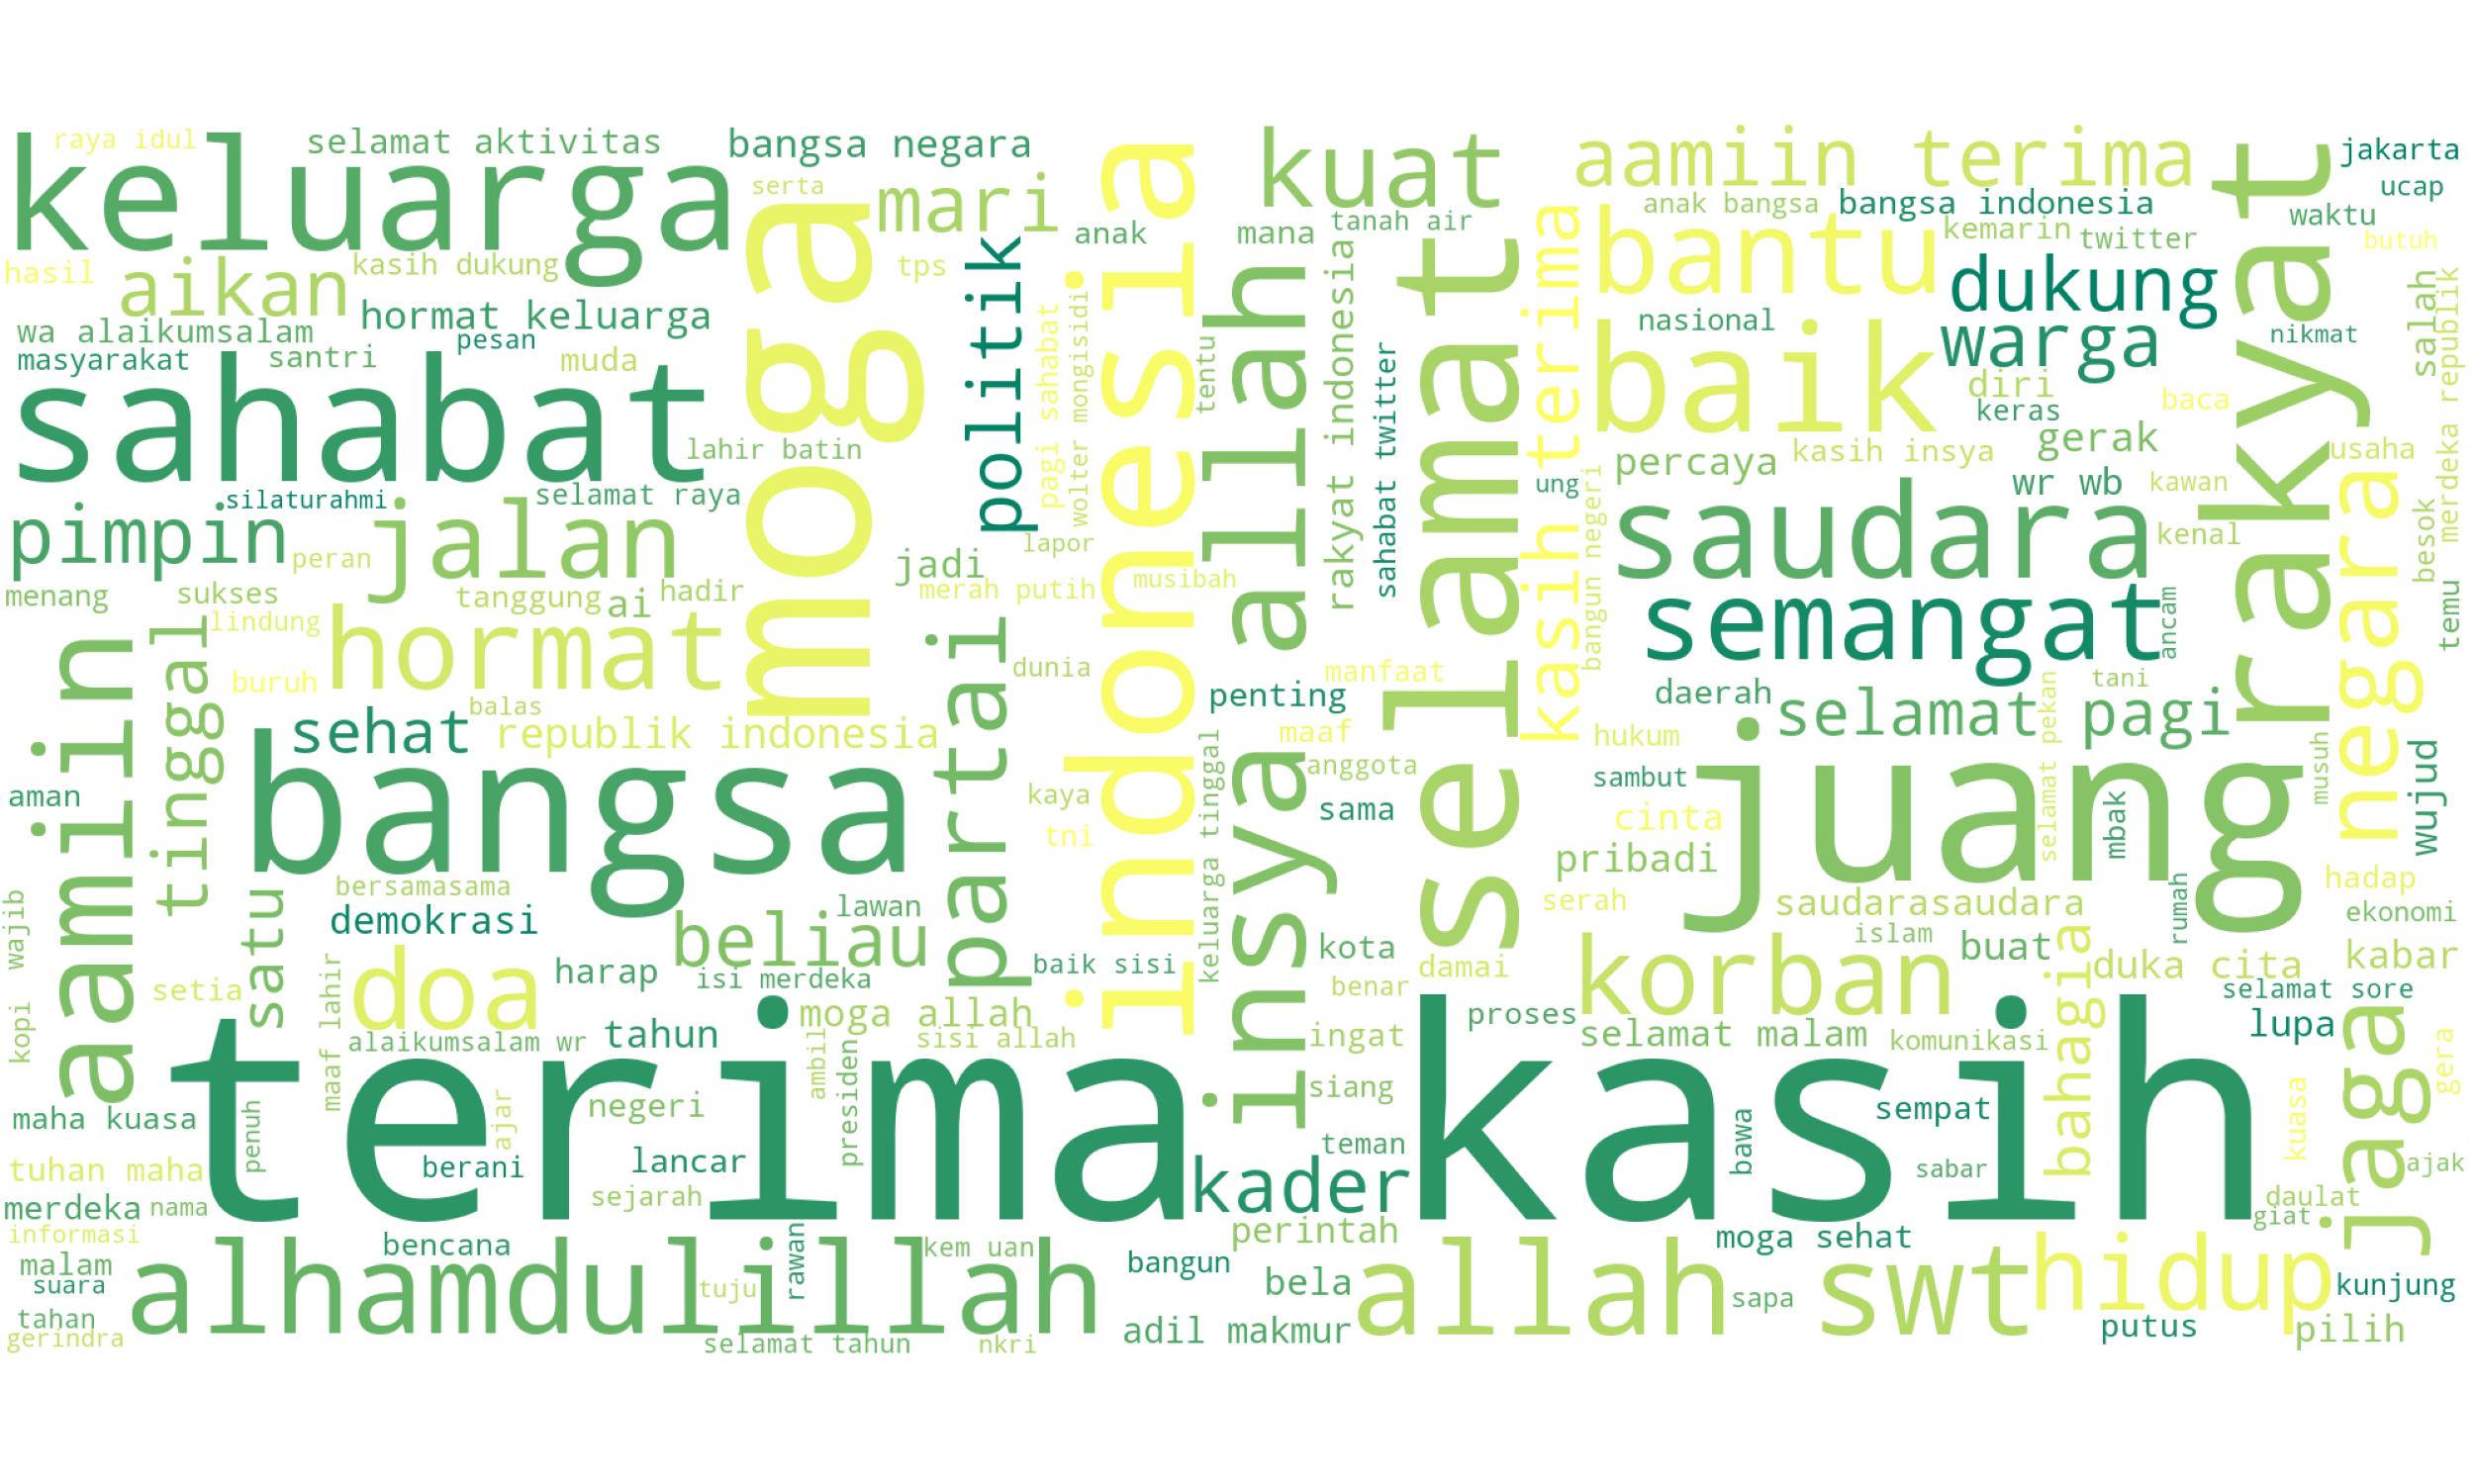 keluarga
raya idul
selamat aktivitas
bangsa negara
serta
mari
moga
indonesia
kuat
aamiin terima
jakarta
ucap
anak bangsa
bangsa indonesia
waktu
tanah air
mana
anak
kemarin
twitter
butuh
rakyat
bantu
dukung
hasil
aikan
kasih dukung
tps
politik
wa alaikumsalam
hormat keluarga
masyarakat
santri
pesan
muda
pagi sahabat
wolter mongisidi
tentu
allah
rakyat indonesia
sahabat twitter
selamat
kasih terima
nasional
warga
nikmat
salah
merdeka republik
sahabat
baik
diri
keras
baca
gerak
lahir batin
percaya
kasih insya
usaha
silaturahmi
selamat raya
ung
bangun negeri
wr wb
kawan
pimpin
jalan
peran
jadi
lapor
saudara
kenal
besok
negara
menang
sukses
tanggung
ai
hadir
merah putih
musibah
semangat
ancam
temu
lindung
hormat
partai
dunia
manfaat
aamiin
tinggal
buruh
balas
sehat
republik indonesia
penting
daerah
tani
selamat pagi
selamat pekan
maaf
hukum
bangsa
anggota
sambut
juang
musuh
wujud
aman
kaya
keluarga tinggal
insya
sama
cinta
mbak
tni
pribadi
bersamasama
lawan
serah
saudarasaudara
rumah
hadap
ekonomi
kopi wajib
satu
demokrasi
beliau
islam
buat
kota
doa
harap
isi merdeka
baik sisi
damai
korban
bahagia
duka cita
kabar
setia
maaf lahir
benar
selamat sore
moga allah
proses
alaikumsalam wr
tahun
sisi allah
ingat
selamat malam
komunikasi
lupa
jaga
gera
terima kasih
ambil
presiden
ajar
negeri
siang
sempat
kuasa
maha kuasa
penuh
teman
bawa
tuhan maha
berani
lancar
sabar
ajak
kader
merdeka
nama
sejarah
daulat
giat
informasi
perintah
moga sehat
hidup
malam
bencana
rawan
kem uan
bangun
suara
alhamdulillah
tuju
bela
allah swt
sapa
kunjung
tahan
gerindra
selamat tahun
nkri
adil makmur
putus
pilih